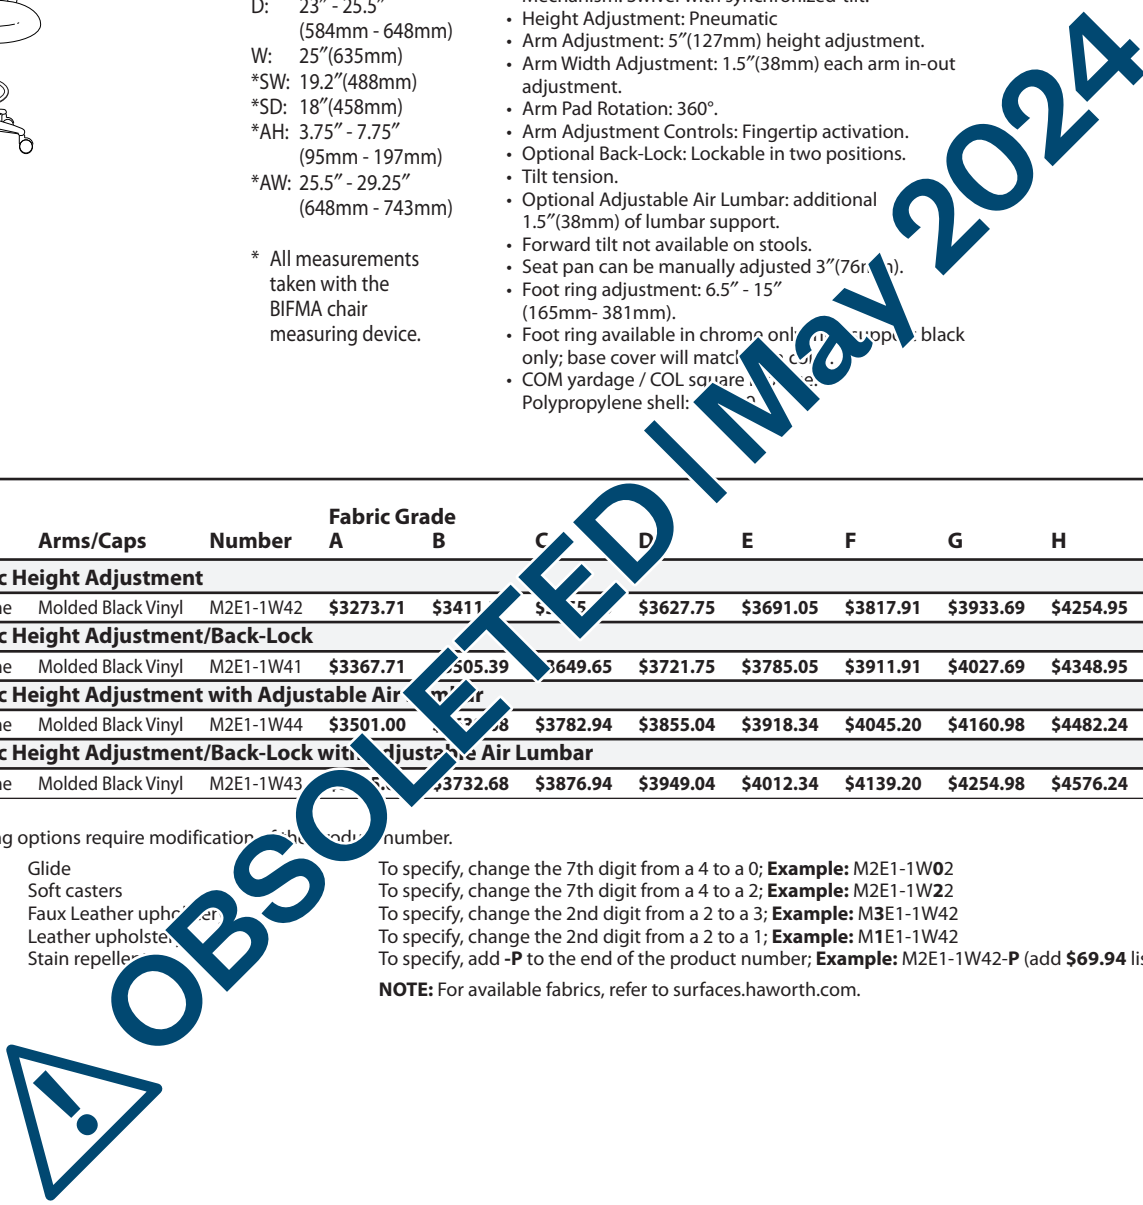 D: 23″ - 25.5″
(584mm - 648mm)
W: 25″(635mm)
*SW: 19.2″(488mm)
*SD: 18″(458mm)
*AH: 3.75″ - 7.75″
(95mm - 197mm)
*AW: 25.5″ - 29.25″
(648mm - 743mm)
* All measurements
taken with the
BIFMA chair
measuring device.
Mechanism: Swivel with synchronized tilt.
• Height Adjustment: Pneumatic
• Arm Adjustment: 5″(127mm) height adjustment.
• Arm Width Adjustment: 1.5″(38mm) each arm in-out
adjustment.
• Arm Pad Rotation: 360°.
• Arm Adjustment Controls: Fingertip activation.
• Optional Back-Lock: Lockable in two positions.
• Tilt tension.
• Optional Adjustable Air Lumbar: additional
1.5″(38mm) of lumbar support.
• Forward tilt not available on stools.
• Seat pan can be manually adjusted 3″
• Foot ring adjustment: 6.5″ - 15″
(165mm- 381mm).
• Foot ring available in chrome only black
only; base cover will match
• COM yardage / COL square
Polypropylene shell:
Fabric Grade
Arms/Caps Number A B C D E F G H
Height Adjustment
Molded Black Vinyl M2E1-1W42 $3273.71 $3627.75 $3691.05 $3817.91 $3933.69 $4254.95
Height Adjustment/Back-Lock
Molded Black Vinyl M2E1-1W41 $3367.71 $3721.75 $3785.05 $3911.91 $4027.69 $4348.95
Height Adjustment with Adjustable Air
Molded Black Vinyl M2E1-1W44 $3501.00 $3782.94 $3855.04 $3918.34 $4045.20 $4160.98 $4482.24
Height Adjustment/Back-Lock with Adjustable Air Lumbar
Molded Black Vinyl M2E1-1W43 $3732.68 $3876.94 $3949.04 $4012.34 $4139.20 $4254.98 $4576.24
options require modification of the product number.
Glide To specify, change the 7th digit from a 4 to a 0; Example: M2E1-1W02
Soft casters To specify, change the 7th digit from a 4 to a 2; Example: M2E1-1W22
Faux Leather To specify, change the 2nd digit from a 2 to a 3; Example: M3E1-1W42
Leather upholstery To specify, change the 2nd digit from a 2 to a 1; Example: M1E1-1W42
Stain To specify, add -P to the end of the product number; Example: M2E1-1W42-P (add $69.94
NOTE: For available fabrics, refer to surfaces.haworth.com.
OBSOLETED | May 2024